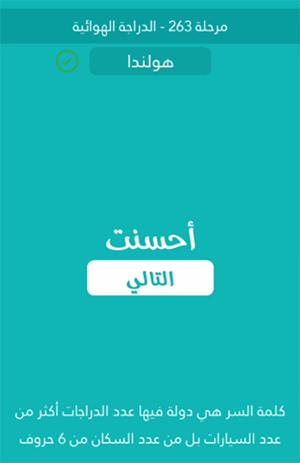 مرحلة 263 - الدراجة الهوائية
هولندا
أحسنت
التالي
كلمة السر هي دولة فيها عدد الدراجات أكثر من
عدد السيارات بل من عدد السكان من 6 حروف